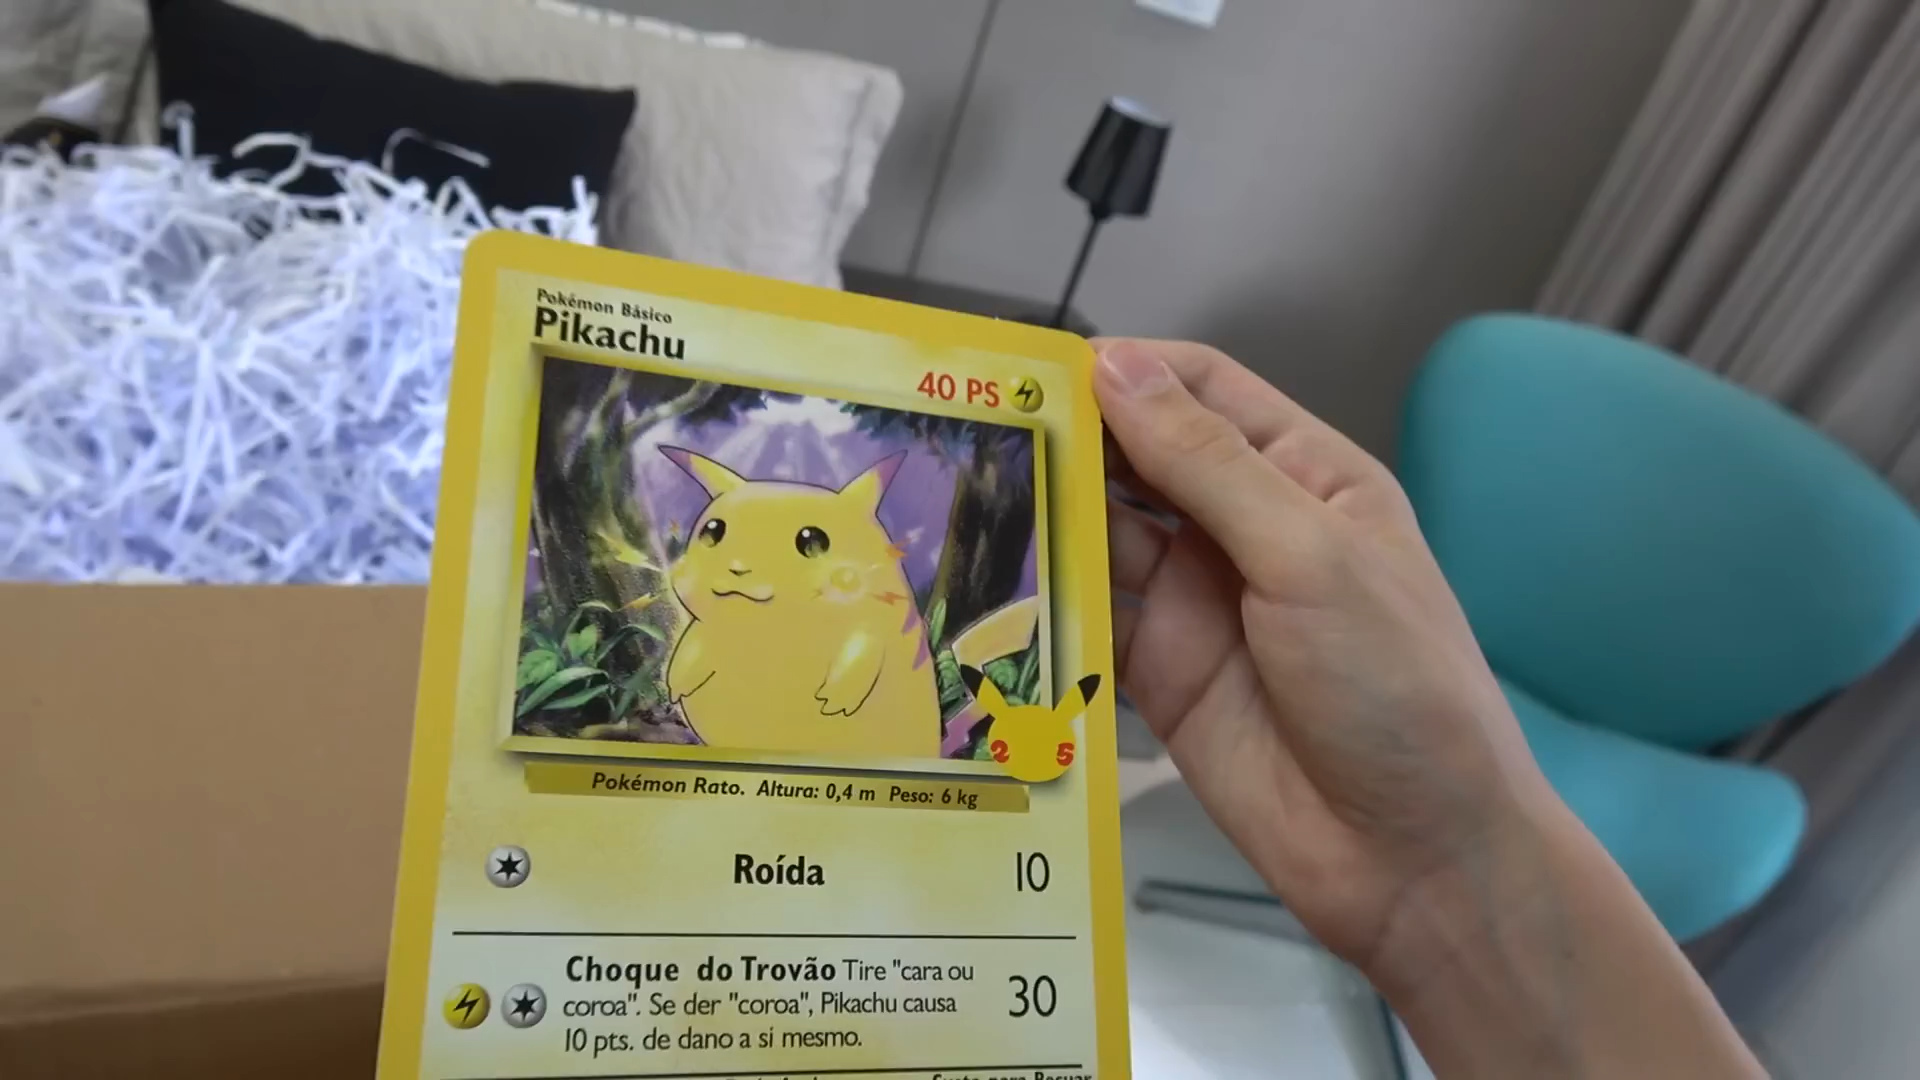 Pokémon Básico
Pikachu
40 PS
2 5
Pokémon Rato. Altura: 0,4 m Peso: 6 kg
Roída 10
Choque do Trovão Tire "cara ou
coroa". Se der "coroa", Pikachu causa
10 pts. de dano a si mesmo.
30